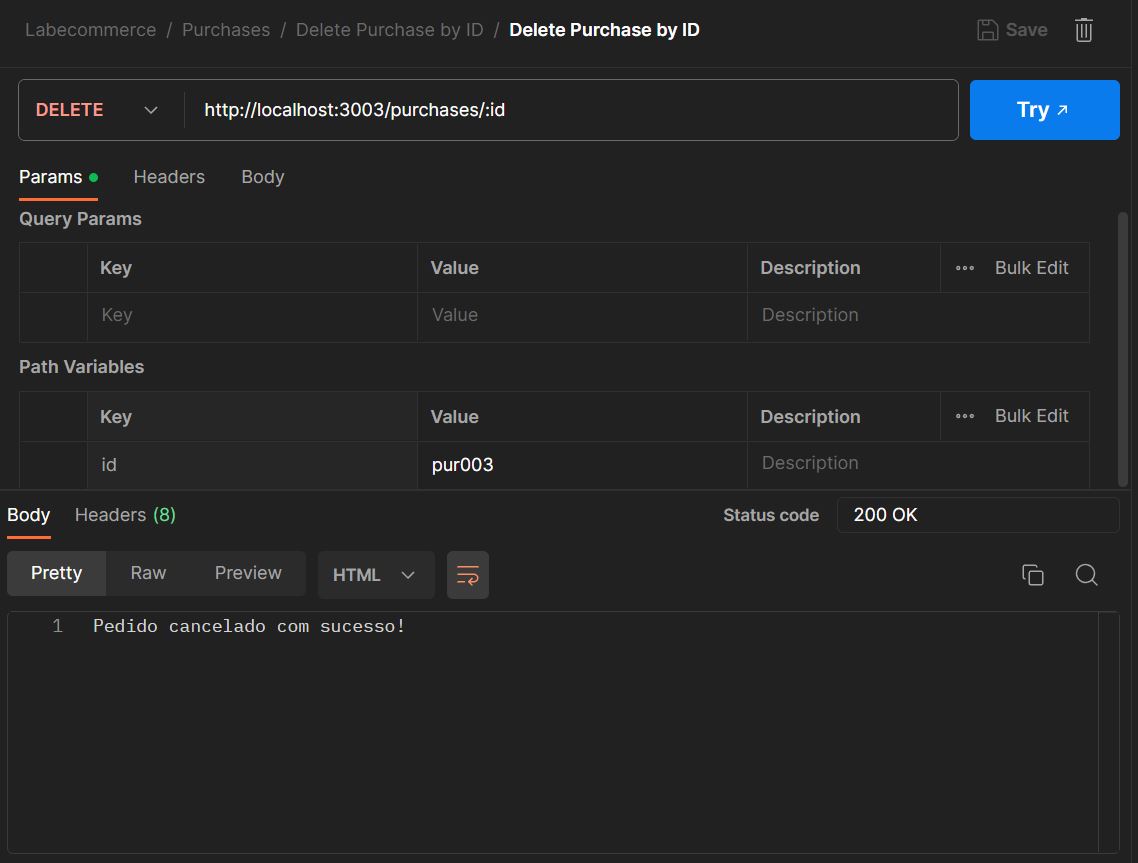 Labecommerce / Purchases / Delete Purchase by ID / Delete Purchase by ID Save
DELETE http://localhost:3003/purchases/:id Try
Params Headers Body
Query Params
Key Value Description Bulk Edit
Key Value Description
Path Variables
Key Value Description Bulk Edit
id pur003 Description
Body Headers (8) Status code 200 OK
Pretty Raw Preview HTML
1 Pedido cancelado com sucesso!